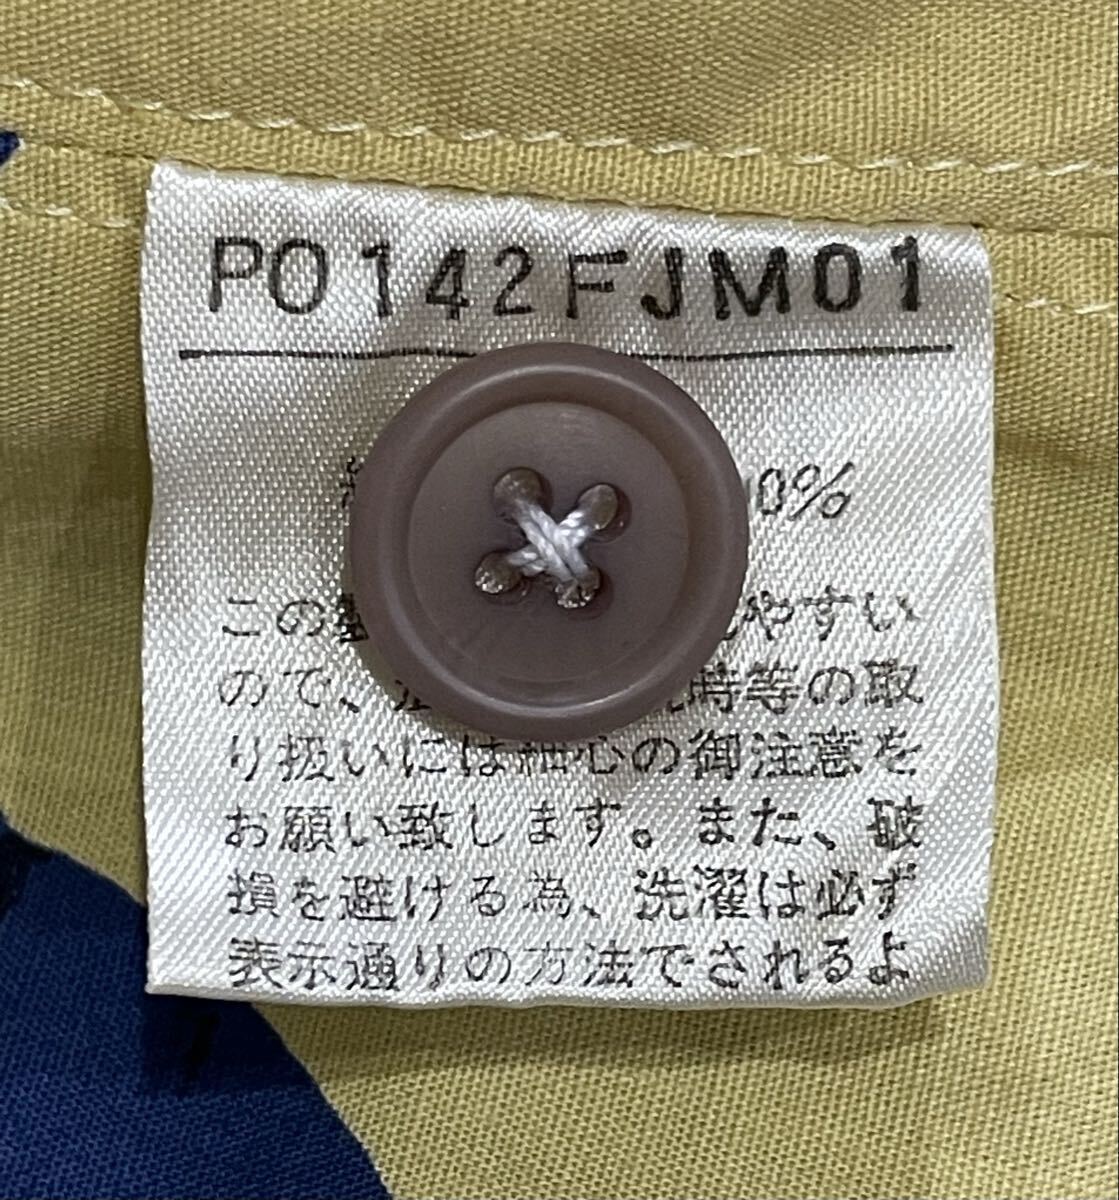 PO142FJM01
0%
この やすい
ので、 時等の取
り扱いには細心の御注意を
お願い致します。また、破
損を避ける為、洗濯は必ず
表示通りの方法でされるよ